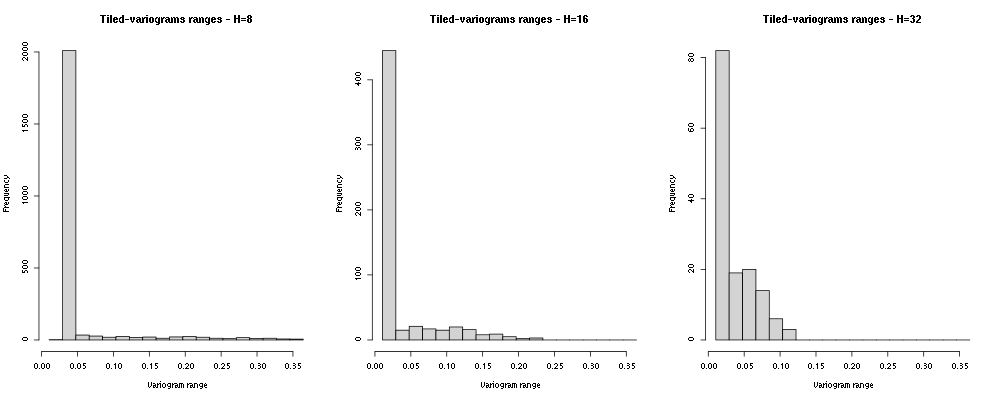 Tiled-variograms ranges - H=8
Frequency
2000
1500
1000
500
0
0.00 0.05 0.10 0.15 0.20 0.25 0.30 0.35
Variogram range
Tiled-variograms ranges - H=16
Frequency
400
300
200
100
0
0.00 0.05 0.10 0.15 0.20 0.25 0.30 0.35
Variogram range
Tiled-variograms ranges - H=32
Frequency
80
60
40
20
0
0.00 0.05 0.10 0.15 0.20 0.25 0.30 0.35
Variogram range